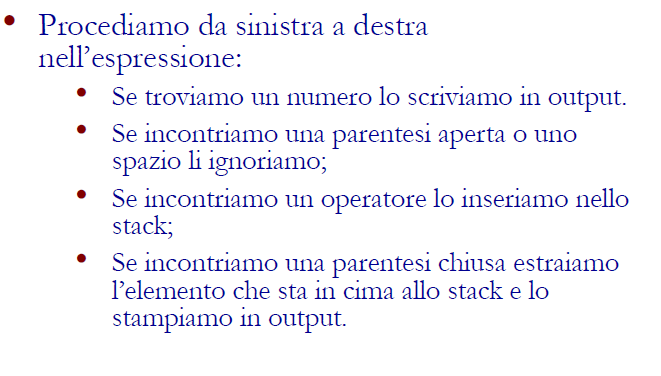 • Procediamo da sinistra a destra
nell’espressione:
• Se troviamo un numero lo scriviamo in output.
• Se incontriamo una parentesi aperta o uno
spazio li ignoriamo;
• Se incontriamo un operatore lo inseriamo nello
stack;
• Se incontriamo una parentesi chiusa estraiamo
l’elemento che sta in cima allo stack e lo
stampiamo in output.